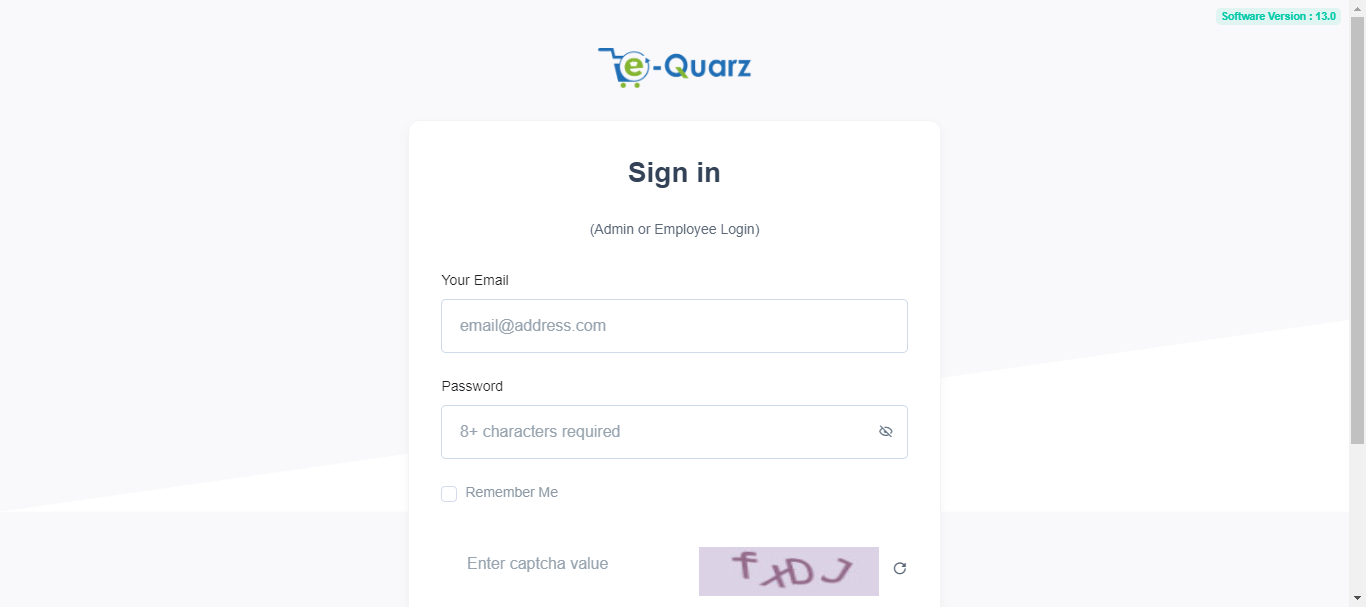 Software Version : 13.0
e-Quarz
Sign in
(Admin or Employee Login)
Your Email
email@address.com
Password
8+ characters required
Remember Me
Enter captcha value
fXDJ